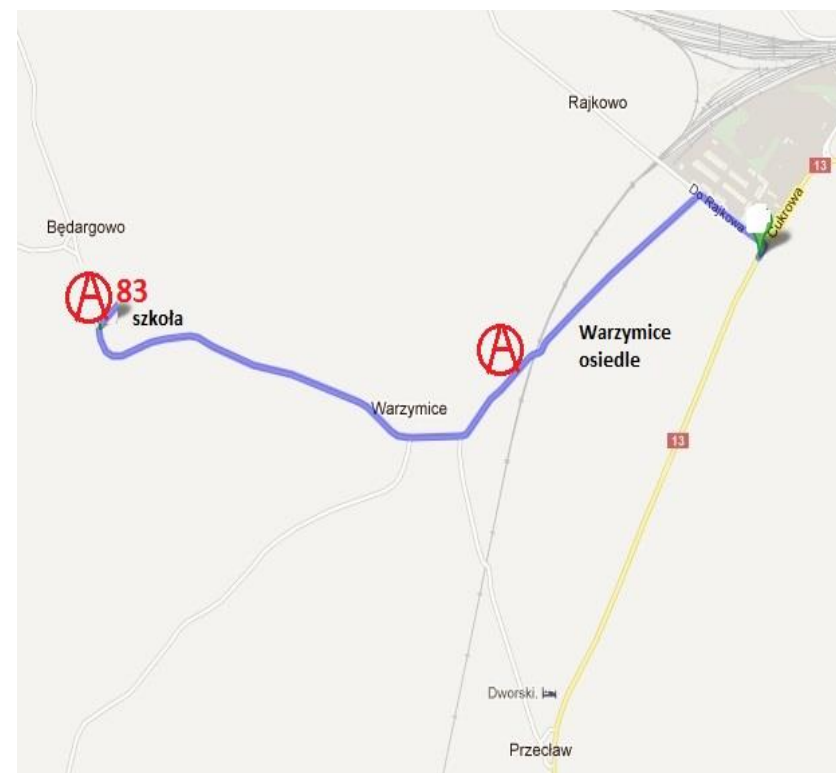 Rajkowo
13
Do Rajkowa
Cukrowa
Będargowo
A 83
szkoła
A
Warzymice
osiedle
Warzymice
13
Dworski.
Przecław